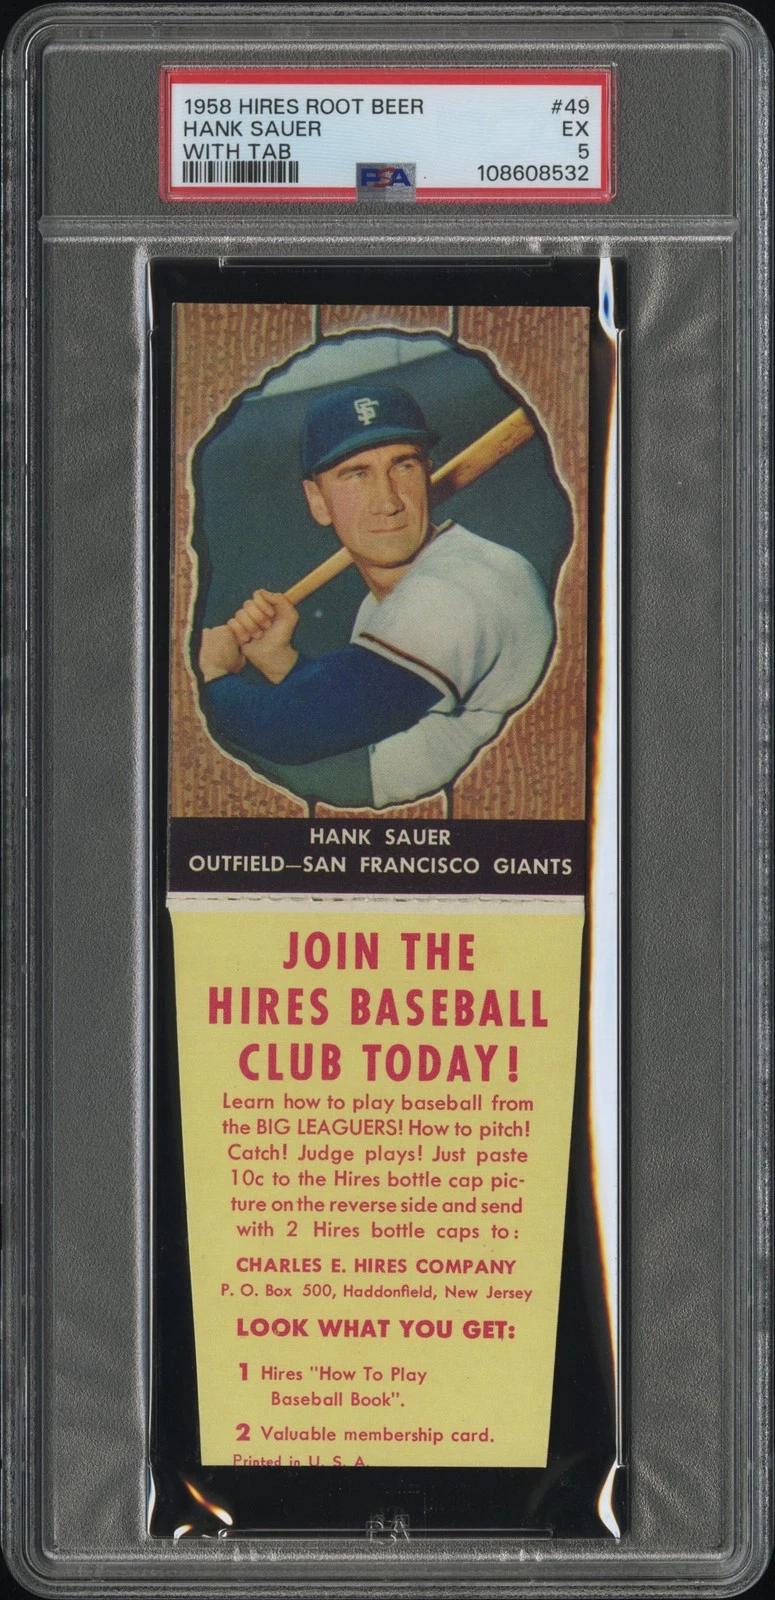 1958 HIRES ROOT BEER #49
HANK SAUER EX
WITH TAB 5
PSA 108608532
SF
HANK SAUER
OUTFIELD—SAN FRANCISCO GIANTS
JOIN THE
HIRES BASEBALL
CLUB TODAY!
Learn how to play baseball from
the BIG LEAGUERS! How to pitch!
Catch! Judge plays! Just paste
10c to the Hires bottle cap pic-
ture on the reverse side and send
with 2 Hires bottle caps to:
CHARLES E. HIRES COMPANY
P. O. Box 500, Haddonfield, New Jersey
LOOK WHAT YOU GET:
1 Hires "How To Play
Baseball Book".
2 Valuable membership card.
Printed in U. S. A.
PSA